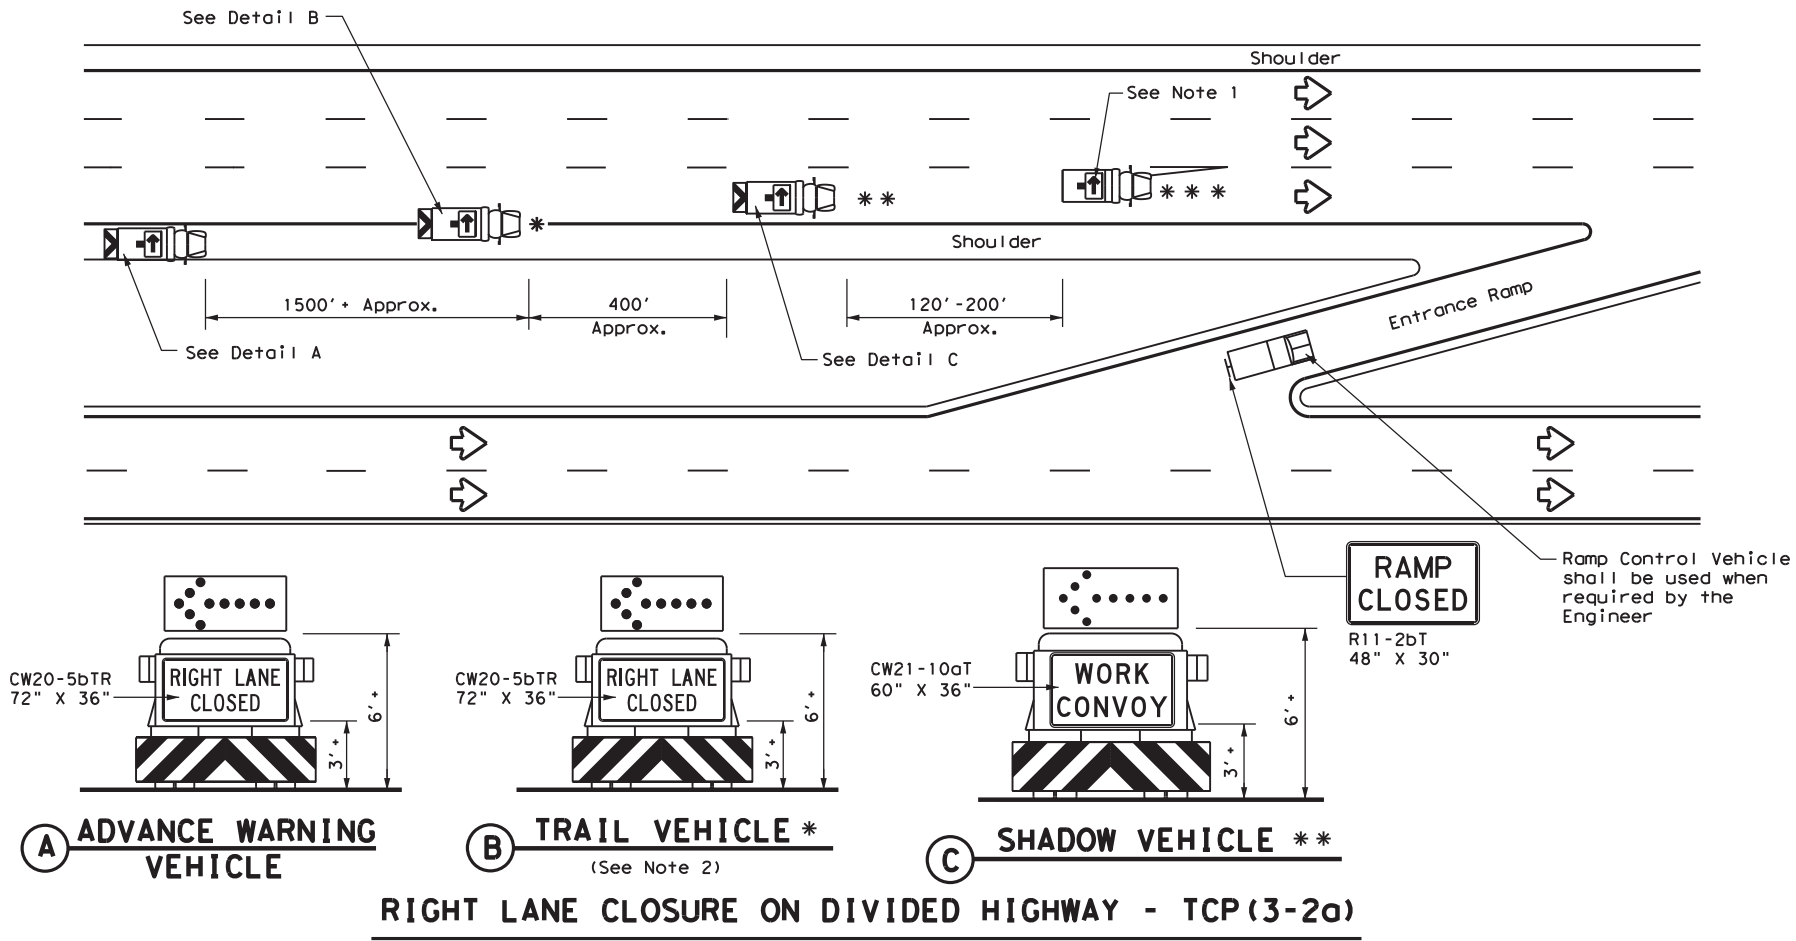 See Detail B
Shoulder
See Note 1
*
* *
* * *
Shoulder
1500'+ Approx.
400'
Approx.
120'-200'
Approx.
Entrance Ramp
See Detail A
See Detail C
RAMP
CLOSED
R11-2bT
48" X 30"
Ramp Control Vehicle
shall be used when
required by the
Engineer
CW20-5bTR
72" X 36"
RIGHT LANE
CLOSED
6'+
3'+
CW20-5bTR
72" X 36"
RIGHT LANE
CLOSED
6'+
3'+
CW21-10aT
60" X 36"
WORK
CONVOY
6'+
3'+
A ADVANCE WARNING
VEHICLE
B TRAIL VEHICLE *
(See Note 2)
C SHADOW VEHICLE **
RIGHT LANE CLOSURE ON DIVIDED HIGHWAY - TCP(3-2a)